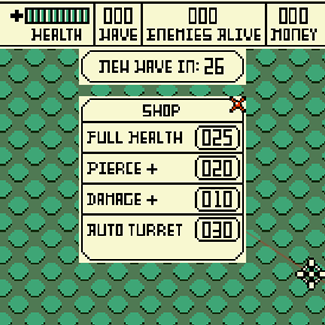 +
000 000 000
HEALTH WAVE ENEMIES ALIVE MONEY
NEW WAVE IN: 26
SHOP
FULL HEALTH 025
PIERCE + 020
DAMAGE + 010
AUTO TURRET 030